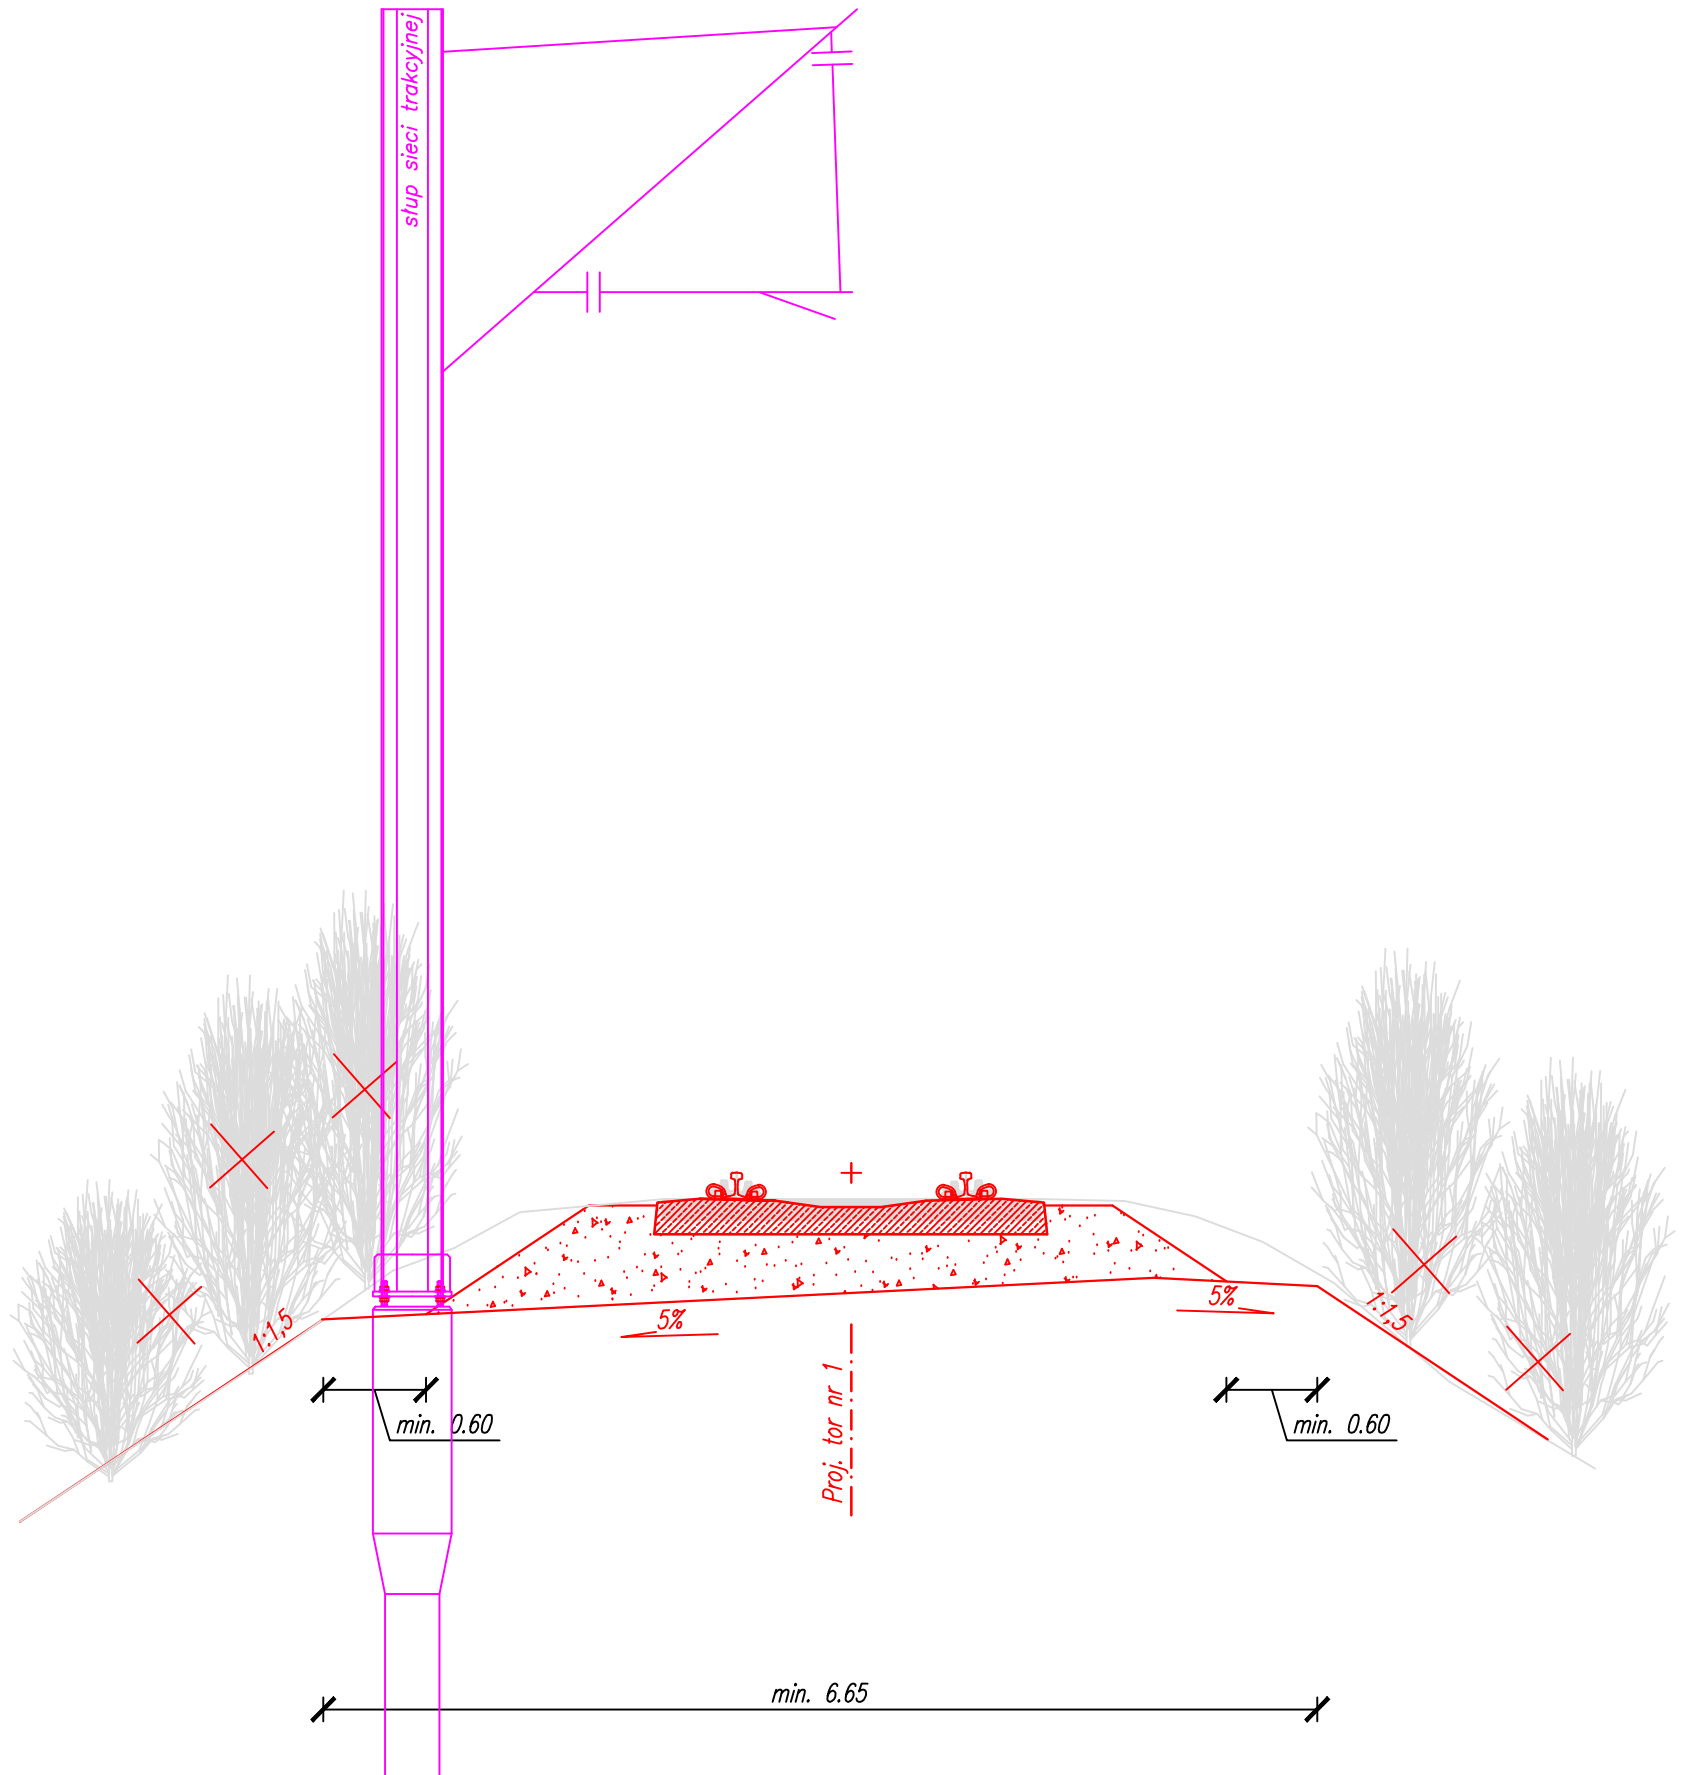 słup sieci trakcyjnej
1:1,5
5%
5%
1:1,5
Proj. tor nr 1
min. 0.60
min. 0.60
min. 6.65